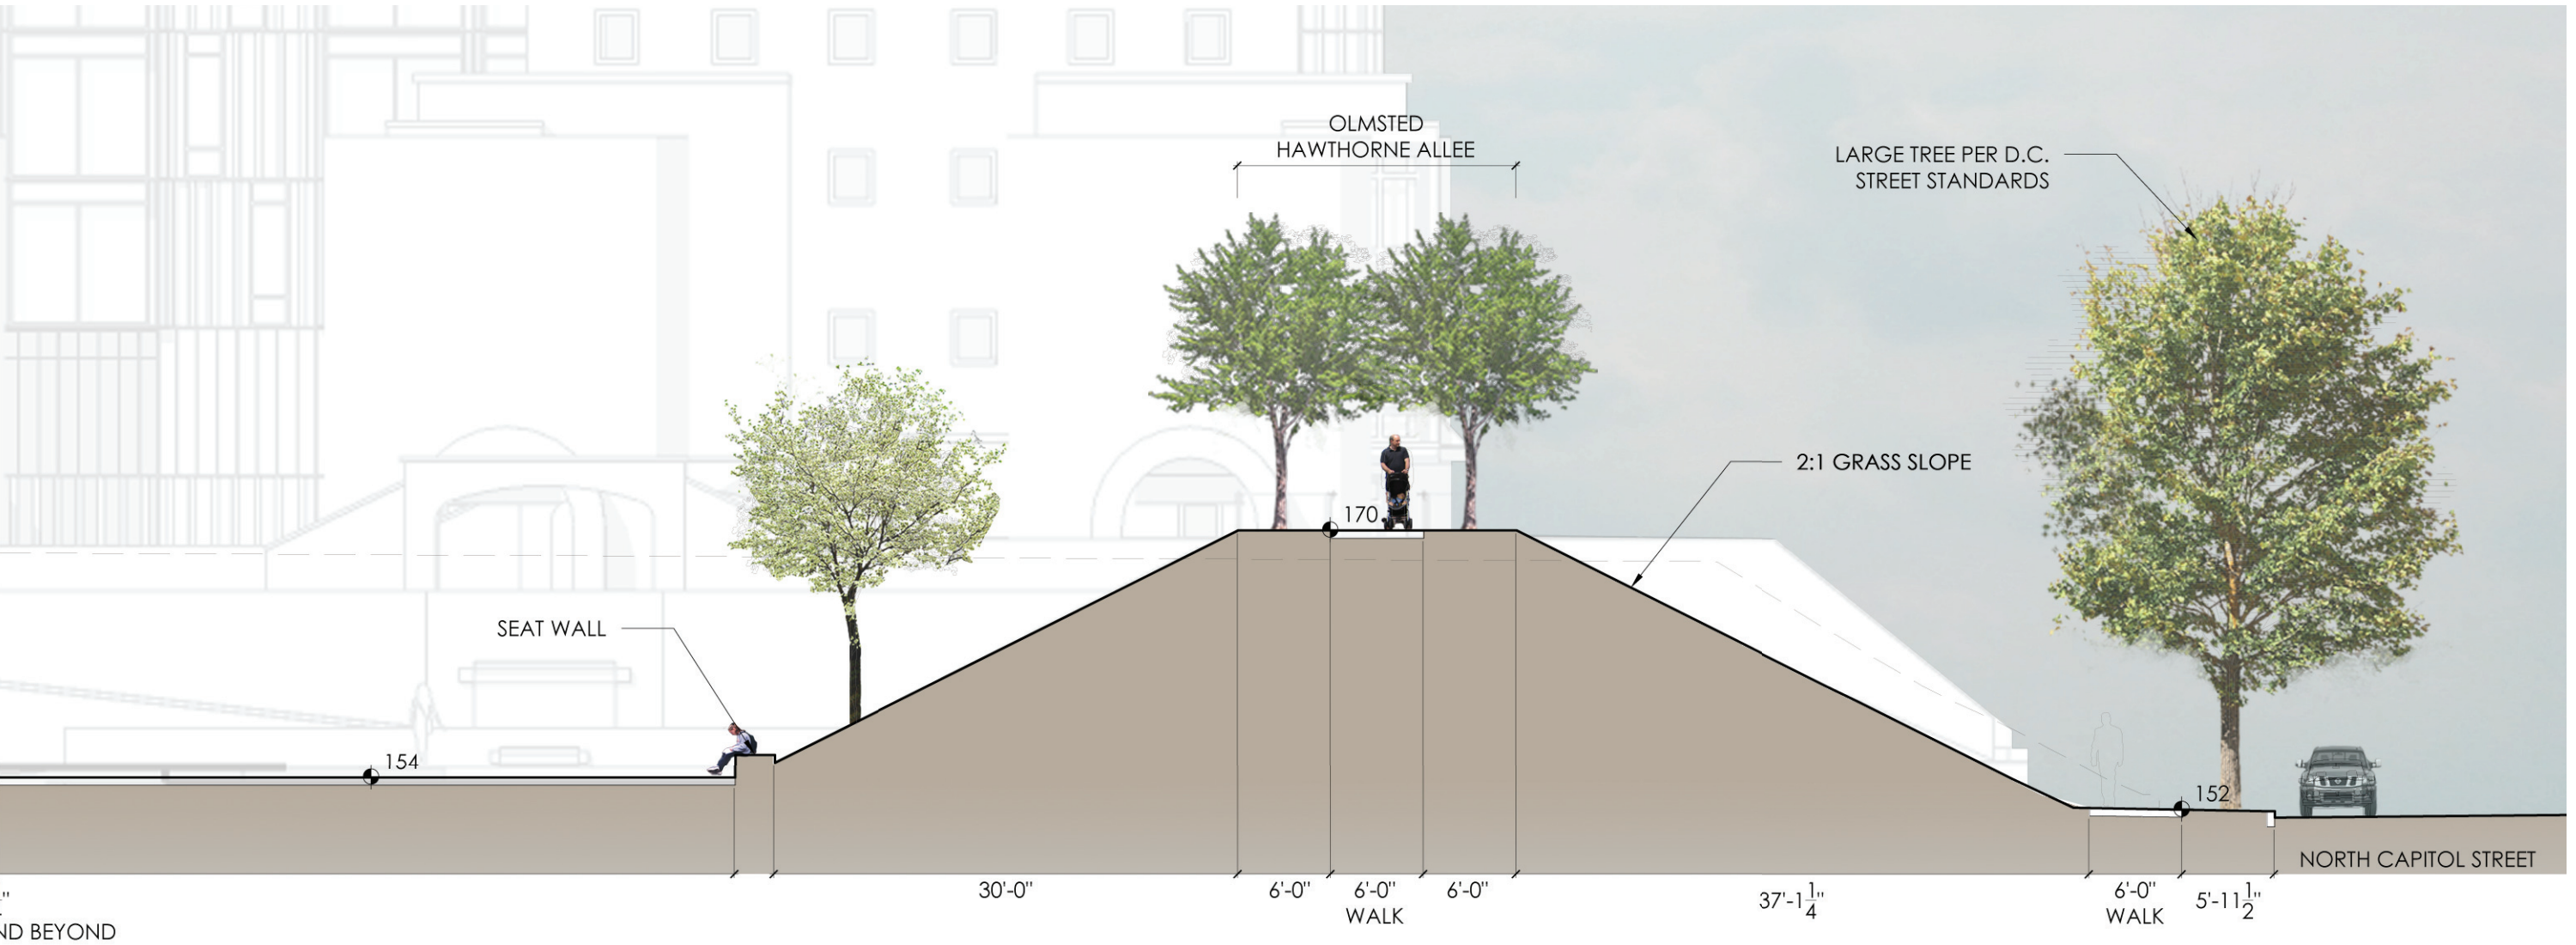 OLMSTED
HAWTHORNE ALLEE
LARGE TREE PER D.C.
STREET STANDARDS
2:1 GRASS SLOPE
170
SEAT WALL
154
152
NORTH CAPITOL STREET
30'-0"
6'-0"
6'-0"
WALK
6'-0"
37'-1 1/4"
6'-0"
WALK
5'-11 1/2"
ND BEYOND